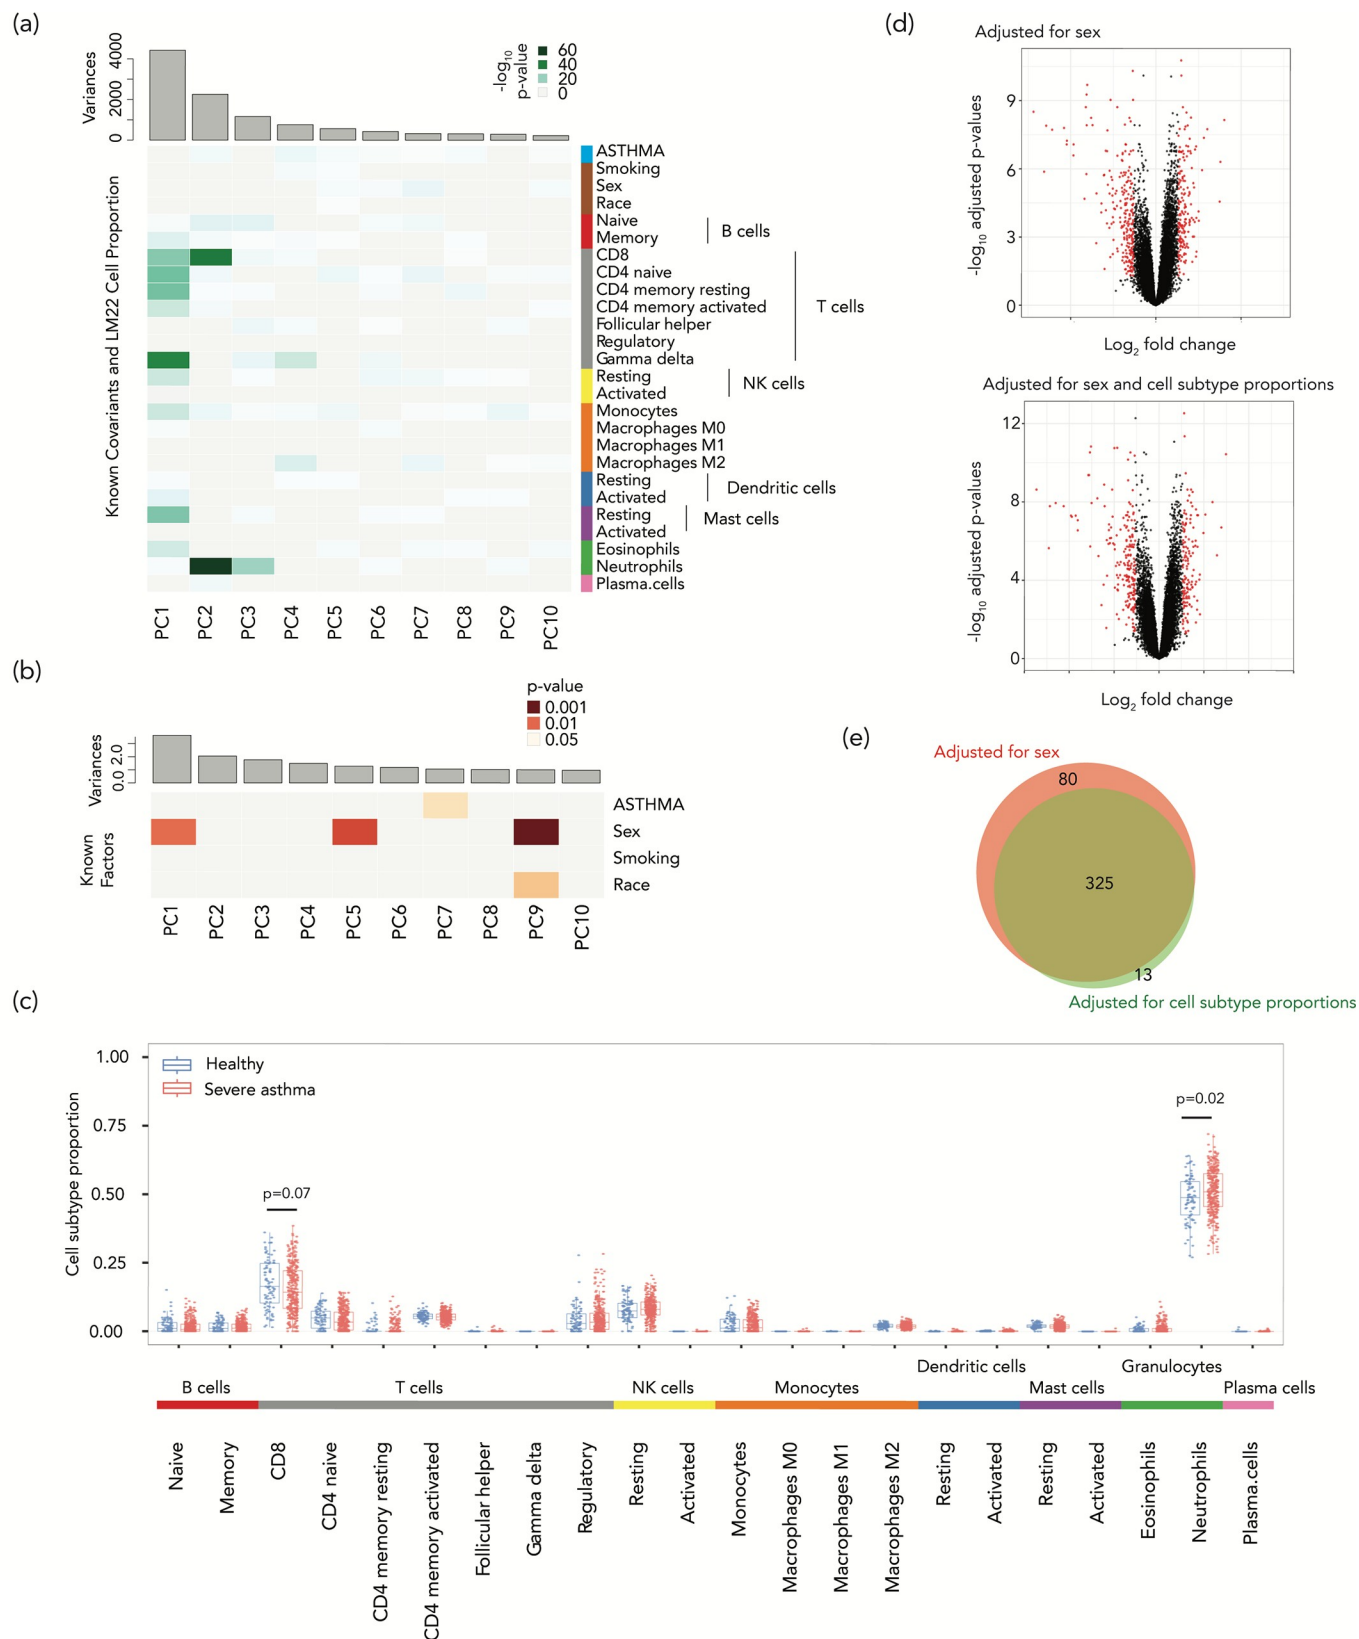 (a)
Variances
0 2000 4000
-log10 p-value
60
40
20
0
Known Covariants and LM22 Cell Proportion
ASTHMA
Smoking
Sex
Race
Naive
Memory
B cells
CD8
CD4 naive
CD4 memory resting
CD4 memory activated
Follicular helper
Regulatory
Gamma delta
T cells
Resting
Activated
NK cells
Monocytes
Macrophages M0
Macrophages M1
Macrophages M2
Resting
Activated
Dendritic cells
Resting
Activated
Mast cells
Eosinophils
Neutrophils
Plasma.cells
PC1 PC2 PC3 PC4 PC5 PC6 PC7 PC8 PC9 PC10
(b)
p-value
0.001
0.01
0.05
Variances
0.0 2.0
Known Factors
ASTHMA
Sex
Smoking
Race
PC1 PC2 PC3 PC4 PC5 PC6 PC7 PC8 PC9 PC10
(c)
Healthy
Severe asthma
Cell subtype proportion
1.00
0.75
0.50
0.25
0.00
p=0.07
p=0.02
B cells
T cells
NK cells
Monocytes
Dendritic cells
Mast cells
Granulocytes
Plasma cells
Naive
Memory
CD8
CD4 naive
CD4 memory resting
CD4 memory activated
Follicular helper
Gamma delta
Regulatory
Resting
Activated
Monocytes
Macrophages M0
Macrophages M1
Macrophages M2
Resting
Activated
Resting
Activated
Eosinophils
Neutrophils
Plasma.cells
(d)
Adjusted for sex
-log10 adjusted p-values
9
6
3
0
Log2 fold change
Adjusted for sex and cell subtype proportions
-log10 adjusted p-values
12
8
4
0
Log2 fold change
(e)
Adjusted for sex
80
325
13
Adjusted for cell subtype proportions